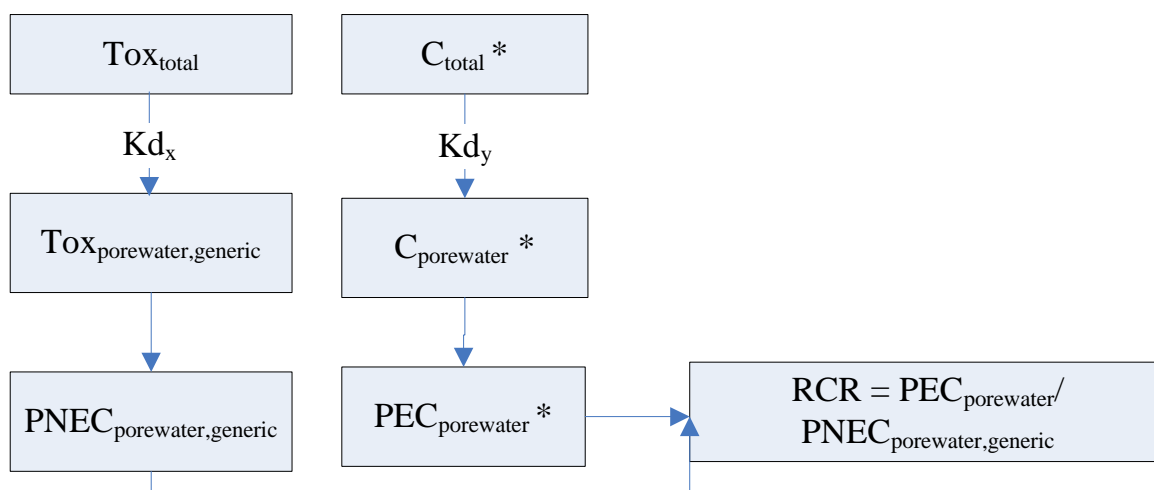 Tox_total
C_total *
Kd_x
Kd_y
Tox_porewater,generic
C_porewater *
PNEC_porewater,generic
PEC_porewater *
RCR = PEC_porewater/
PNEC_porewater,generic